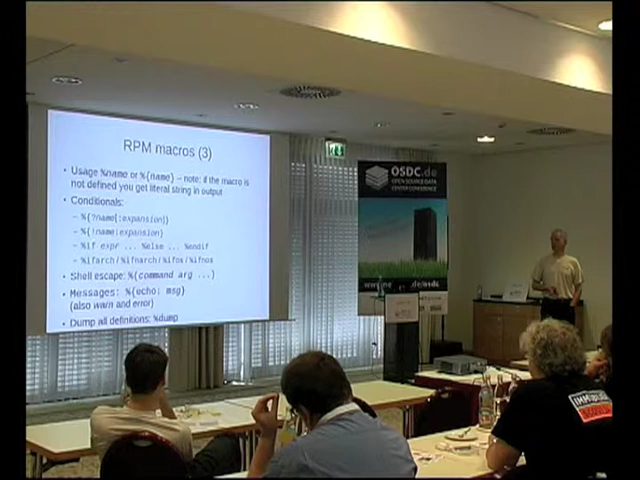 RPM macros (3)
• Usage %name or %{name} – note: if the macro is
not defined you get literal string in output
• Conditionals:
– %{?name[:expansion]}
– %{!name:expansion}
– %if expr ... %else ... %endif
– %ifarch/%ifnarch/%ifos/%ifnos
• Shell escape: %(command arg ...)
• Messages: %{echo: msg}
(also warn and error)
• Dump all definitions: %dump
OSDC.de
OPEN SOURCE DATA
CENTER CONFERENCE